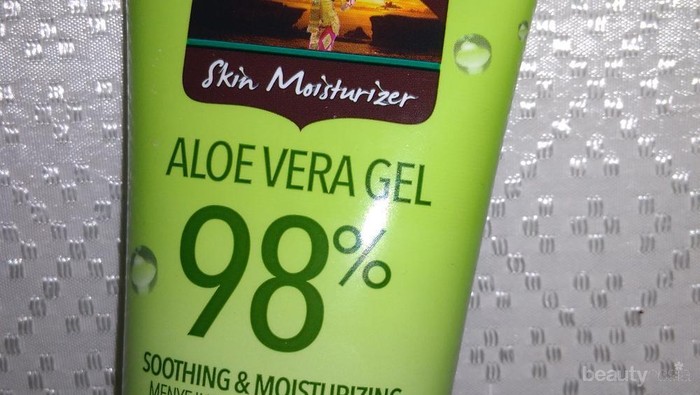 Skin Moisturizer
ALOE VERA GEL
98%
SOOTHING & MOISTURIZING
beauty